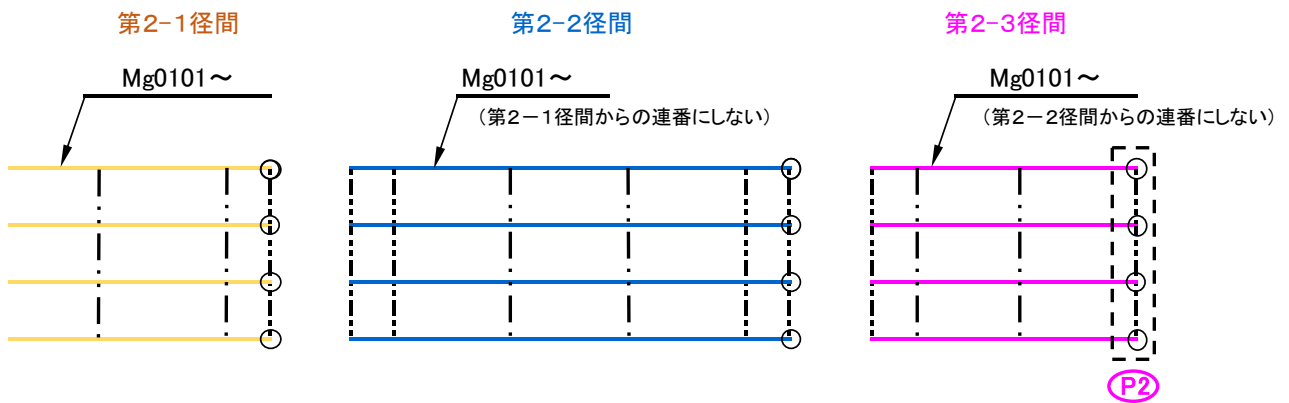 第2-1径間
第2-2径間
第2-3径間
Mg0101～
Mg0101～
Mg0101～
（第2－1径間からの連番にしない）
（第2－2径間からの連番にしない）
P2